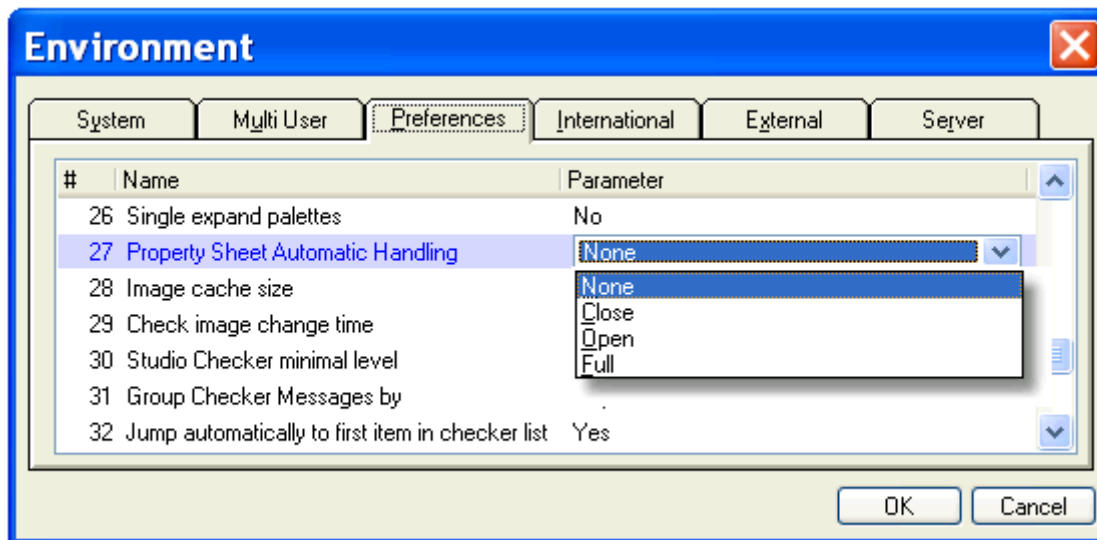 Environment
System Multi User Preferences International External Server
# Name Parameter
26 Single expand palettes No
27 Property Sheet Automatic Handling None
None
28 Image cache size
Close
29 Check image change time
Open
30 Studio Checker minimal level
Full
31 Group Checker Messages by
32 Jump automatically to first item in checker list Yes
OK Cancel